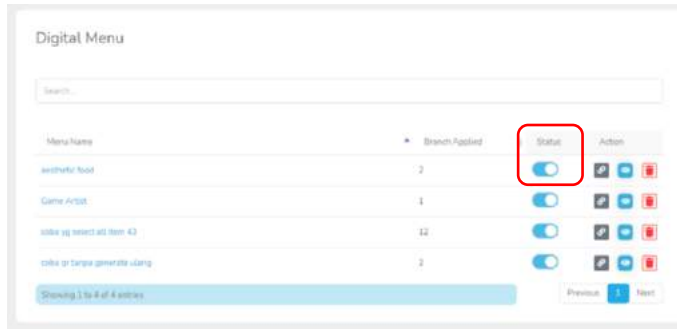 Digital Menu
Search...
Menu Name Branch Applied Status Action
aesthetic food 2
Game Artist 1
coba yg select all item 43 12
coba qr tanpa generate ulang 2
Showing 1 to 4 of 4 entries Previous 1 Next